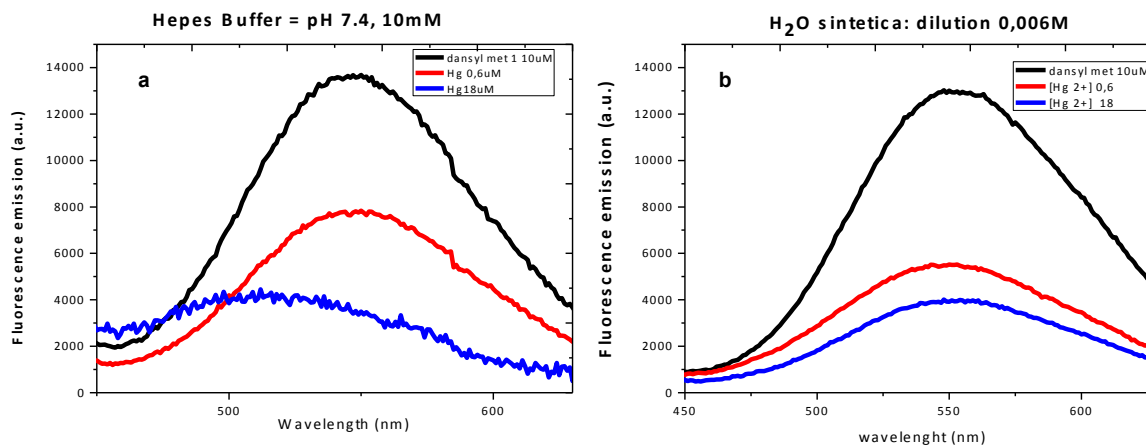 Hepes Buffer = pH 7.4, 10mM
Fluorescence emission (a.u.)
14000
12000
10000
8000
6000
4000
2000
0
a
dansyl met 1 10uM
Hg 0,6uM
Hg18uM
500
600
Wavelength (nm)
H2O sintetica: dilution 0,006M
Fluorescence emission (a.u.)
14000
12000
10000
8000
6000
4000
2000
0
b
dansyl met 10uM
[Hg 2+] 0,6
[Hg 2+] 18
450
500
550
600
wavelenght (nm)